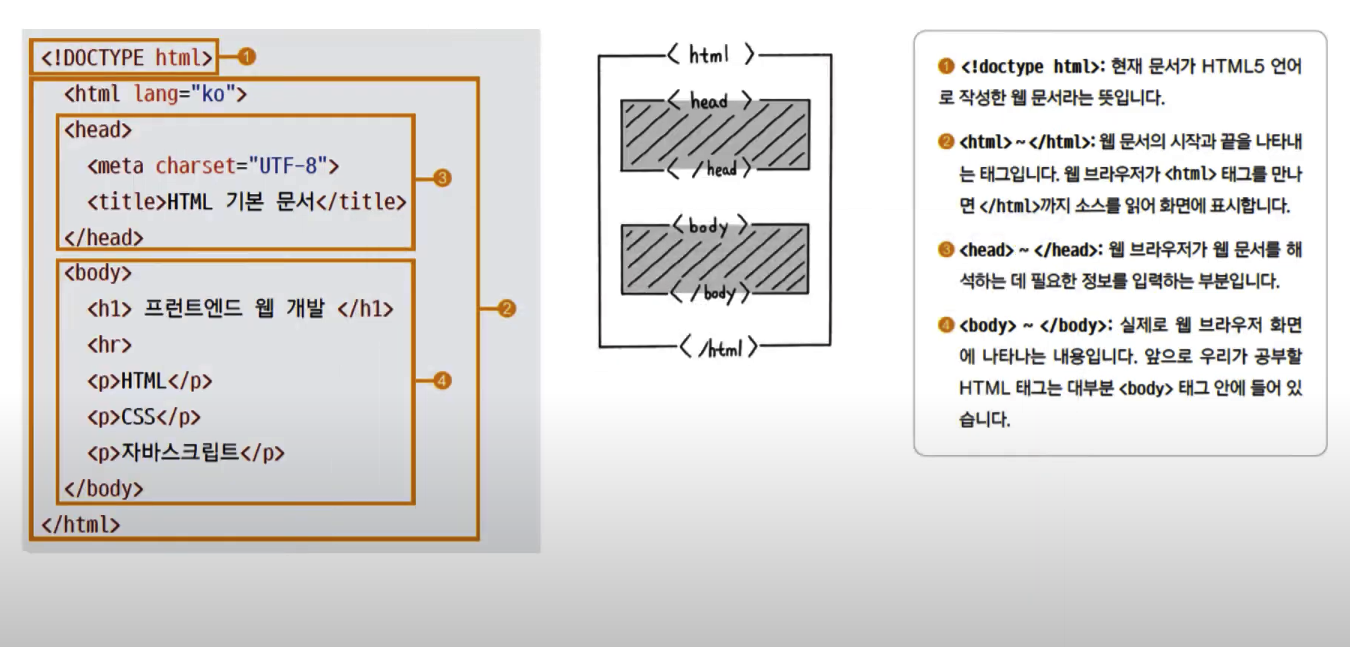 <!DOCTYPE html>
❶
<html lang="ko">
<head>
<meta charset="UTF-8">
<title>HTML 기본 문서</title>
❸
</head>
<body>
<h1> 프런트엔드 웹 개발 </h1>
❷
<hr>
<p>HTML</p>
❹
<p>CSS</p>
<p>자바스크립트</p>
</body>
</html>
< html >
< head >
< /head >
< body >
< /body >
< /html >
❶ <!doctype html>: 현재 문서가 HTML5 언어
로 작성한 웹 문서라는 뜻입니다.
❷ <html> ~ </html>: 웹 문서의 시작과 끝을 나타내
는 태그입니다. 웹 브라우저가 <html> 태그를 만나
면 </html>까지 소스를 읽어 화면에 표시합니다.
❸ <head> ~ </head>: 웹 브라우저가 웹 문서를 해
석하는 데 필요한 정보를 입력하는 부분입니다.
❹ <body> ~ </body>: 실제로 웹 브라우저 화면
에 나타나는 내용입니다. 앞으로 우리가 공부할
HTML 태그는 대부분 <body> 태그 안에 들어 있
습니다.